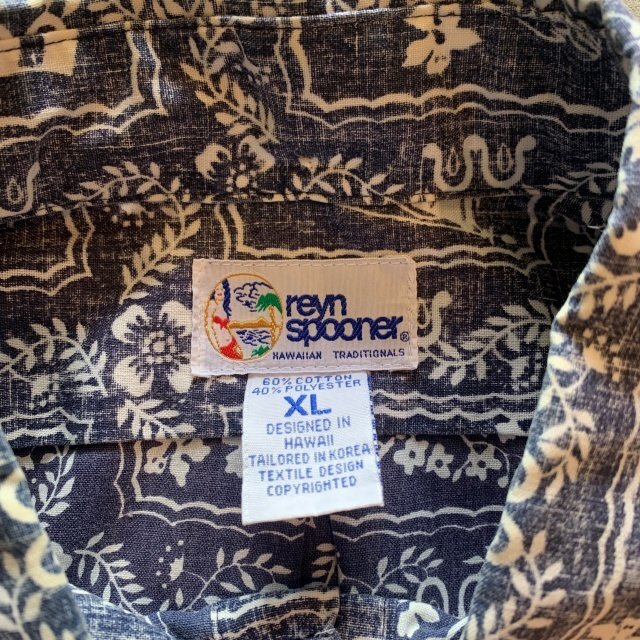 reyn
spooner®
HAWAIIAN TRADITIONALS
60% COTTON
40% POLYESTER
XL
DESIGNED IN
HAWAII
TAILORED IN KOREA
TEXTILE DESIGN
COPYRIGHTED